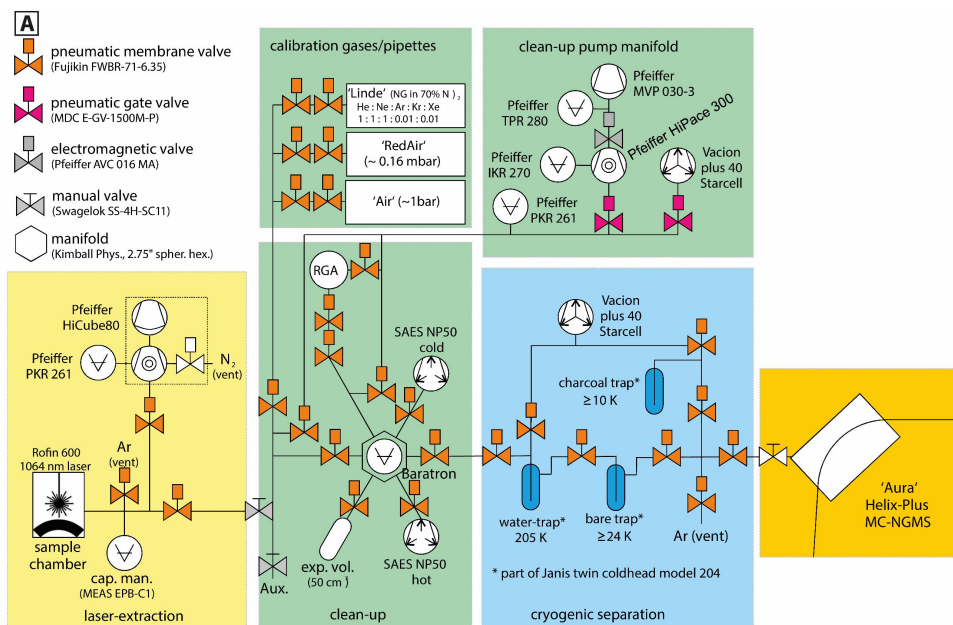 A
pneumatic membrane valve
(Fujikin FWBR-71-6.35)
pneumatic gate valve
(MDC E-GV-1500M-P)
electromagnetic valve
(Pfeiffer AVC 016 MA)
manual valve
(Swagelok SS-4H-SC11)
manifold
(Kimball Phys., 2.75" spher. hex.)
calibration gases/pipettes
'Linde' (NG in 70% N )₂
He : Ne : Ar : Kr : Xe
1 : 1 : 1 : 0.01 : 0.01
'RedAir'
(~ 0.16 mbar)
'Air' (~1bar)
clean-up pump manifold
Pfeiffer
MVP 030-3
Pfeiffer
TPR 280
Pfeiffer HiPace 300
Pfeiffer
IKR 270
Vacion
plus 40
Starcell
Pfeiffer
PKR 261
Pfeiffer
HiCube80
Pfeiffer
PKR 261
N₂
(vent)
Rofin 600
1064 nm laser
Ar
(vent)
sample
chamber
cap. man.
(MEAS EPB-C1)
laser-extraction
RGA
SAES NP50
cold
Baratron
exp. vol.
(50 cm³)
SAES NP50
hot
Aux.
clean-up
Vacion
plus 40
Starcell
charcoal trap*
≥ 10 K
water-trap*
205 K
bare trap*
≥24 K
Ar (vent)
* part of Janis twin coldhead model 204
cryogenic separation
'Aura'
Helix-Plus
MC-NGMS